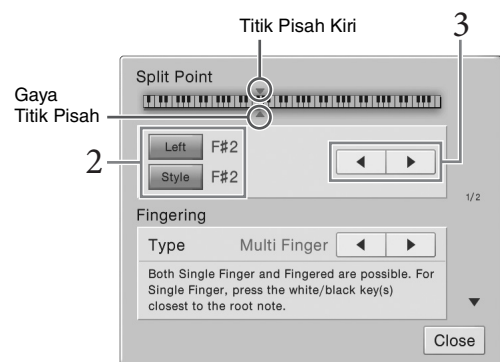 Titik Pisah Kiri
3
Split Point
Gaya
Titik Pisah
2
Left F#2
Style F#2
1/2
Fingering
Type Multi Finger
Both Single Finger and Fingered are possible. For
Single Finger, press the white/black key(s)
closest to the root note.
Close